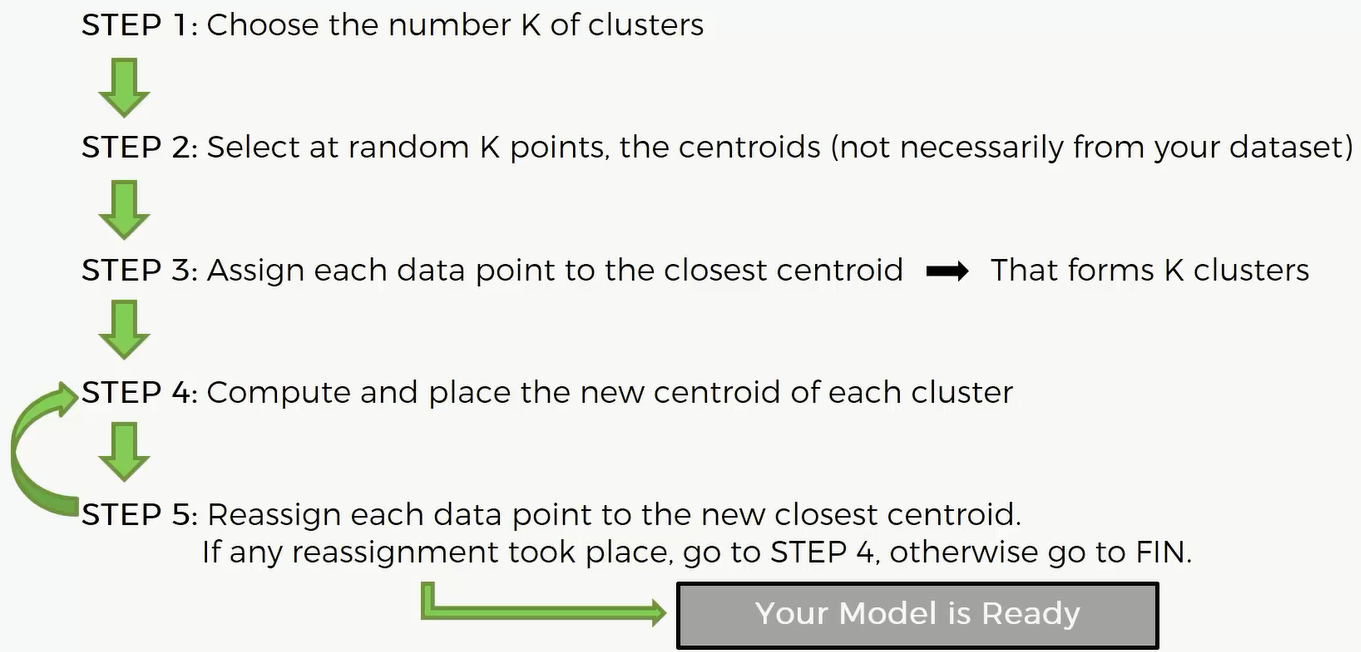 STEP 1: Choose the number K of clusters
STEP 2: Select at random K points, the centroids (not necessarily from your dataset)
STEP 3: Assign each data point to the closest centroid That forms K clusters
STEP 4: Compute and place the new centroid of each cluster
STEP 5: Reassign each data point to the new closest centroid.
If any reassignment took place, go to STEP 4, otherwise go to FIN.
Your Model is Ready